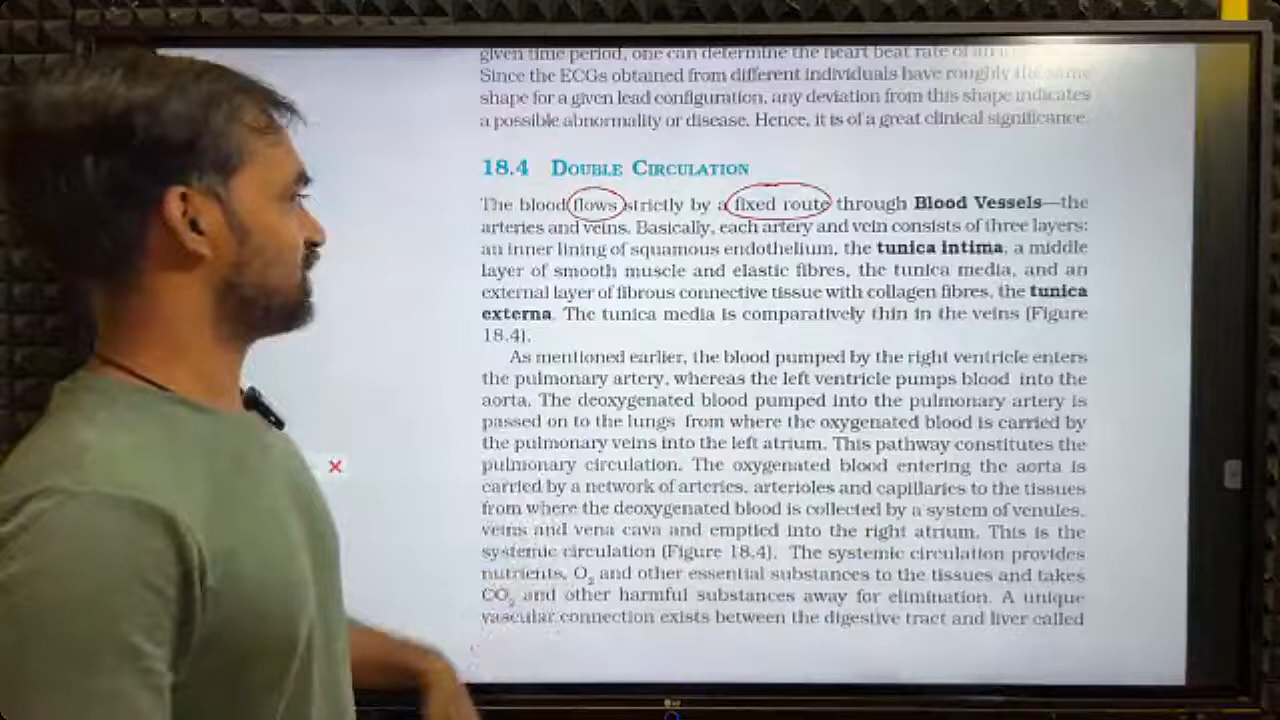 given time period, one can determine the heart beat rate of an
Since the ECGs obtained from different individuals have roughly the same
shape for a given lead configuration, any deviation from this shape indicates
a possible abnormality or disease. Hence, it is of a great clinical significance.
18.4 DOUBLE CIRCULATION
The blood flows strictly by a fixed route through Blood Vessels—the
arteries and veins. Basically, each artery and vein consists of three layers:
an inner lining of squamous endothelium, the tunica intima, a middle
layer of smooth muscle and elastic fibres, the tunica media, and an
external layer of fibrous connective tissue with collagen fibres, the tunica
externa. The tunica media is comparatively thin in the veins (Figure
18.4).
As mentioned earlier, the blood pumped by the right ventricle enters
the pulmonary artery, whereas the left ventricle pumps blood into the
aorta. The deoxygenated blood pumped into the pulmonary artery is
passed on to the lungs from where the oxygenated blood is carried by
the pulmonary veins into the left atrium. This pathway constitutes the
pulmonary circulation. The oxygenated blood entering the aorta is
carried by a network of arteries, arterioles and capillaries to the tissues
from where the deoxygenated blood is collected by a system of venules,
veins and vena cava and emptied into the right atrium. This is the
systemic circulation (Figure 18.4). The systemic circulation provides
nutrients, O₂ and other essential substances to the tissues and takes
CO₂ and other harmful substances away for elimination. A unique
vascular connection exists between the digestive tract and liver called
LG